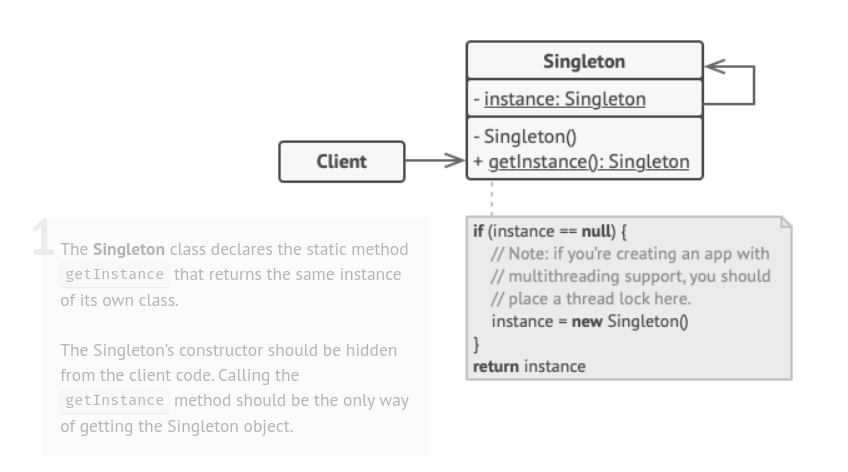 Singleton
- instance: Singleton
- Singleton()
+ getInstance(): Singleton
Client
1
The Singleton class declares the static method
getInstance that returns the same instance
of its own class.
The Singleton’s constructor should be hidden
from the client code. Calling the
getInstance method should be the only way
of getting the Singleton object.
if (instance == null) {
// Note: if you’re creating an app with
// multithreading support, you should
// place a thread lock here.
instance = new Singleton()
}
return instance